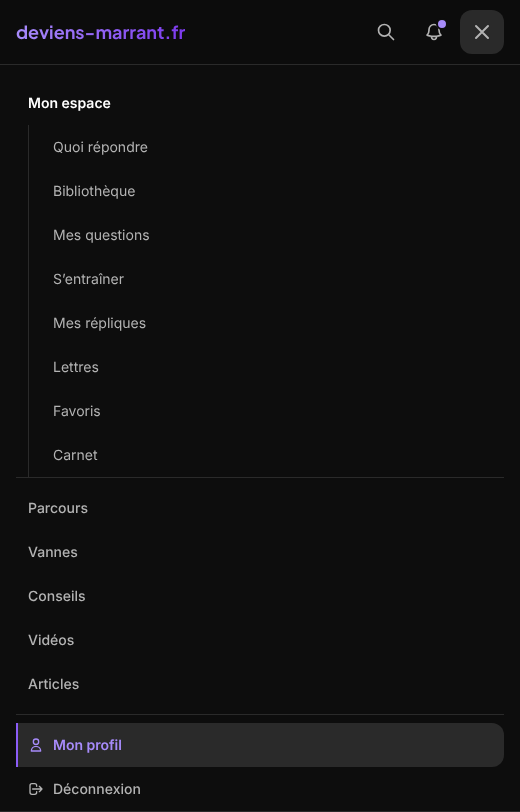 deviens-marrant.fr
Mon espace
Quoi répondre
Bibliothèque
Mes questions
S’entraîner
Mes répliques
Lettres
Favoris
Carnet
Parcours
Vannes
Conseils
Vidéos
Articles
Mon profil
Déconnexion